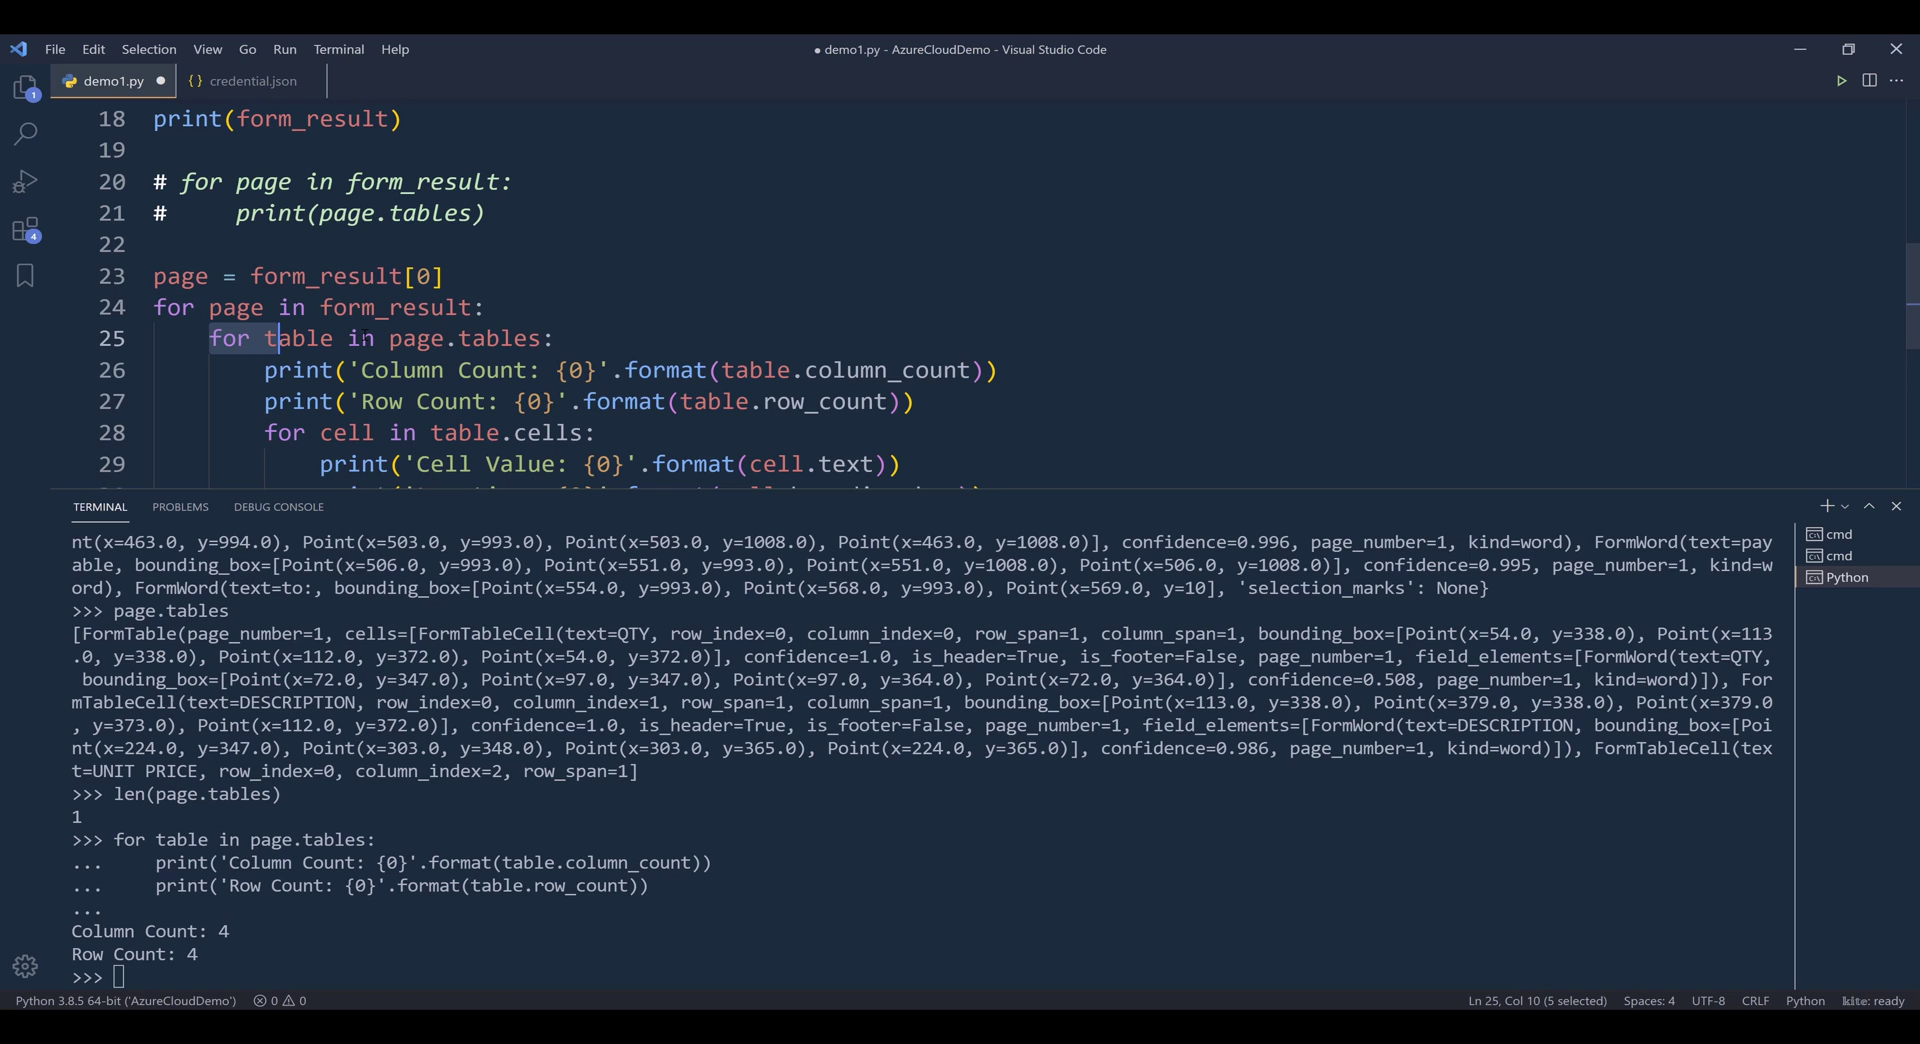 File Edit Selection View Go Run Terminal Help
● demo1.py - AzureCloudDemo - Visual Studio Code
demo1.py ●
{ } credential.json
1
4
18 print(form_result)
19
20 # for page in form_result:
21 #     print(page.tables)
22
23 page = form_result[0]
24 for page in form_result:
25     for table in page.tables:
26         print('Column Count: {0}'.format(table.column_count))
27         print('Row Count: {0}'.format(table.row_count))
28         for cell in table.cells:
29             print('Cell Value: {0}'.format(cell.text))
TERMINAL PROBLEMS DEBUG CONSOLE
nt(x=463.0, y=994.0), Point(x=503.0, y=993.0), Point(x=503.0, y=1008.0), Point(x=463.0, y=1008.0)], confidence=0.996, page_number=1, kind=word), FormWord(text=pay
able, bounding_box=[Point(x=506.0, y=993.0), Point(x=551.0, y=993.0), Point(x=551.0, y=1008.0), Point(x=506.0, y=1008.0)], confidence=0.995, page_number=1, kind=w
ord), FormWord(text=to:, bounding_box=[Point(x=554.0, y=993.0), Point(x=568.0, y=993.0), Point(x=569.0, y=10], 'selection_marks': None}
>>> page.tables
[FormTable(page_number=1, cells=[FormTableCell(text=QTY, row_index=0, column_index=0, row_span=1, column_span=1, bounding_box=[Point(x=54.0, y=338.0), Point(x=113
.0, y=338.0), Point(x=112.0, y=372.0), Point(x=54.0, y=372.0)], confidence=1.0, is_header=True, is_footer=False, page_number=1, field_elements=[FormWord(text=QTY,
 bounding_box=[Point(x=72.0, y=347.0), Point(x=97.0, y=347.0), Point(x=97.0, y=364.0), Point(x=72.0, y=364.0)], confidence=0.508, page_number=1, kind=word)]), For
mTableCell(text=DESCRIPTION, row_index=0, column_index=1, row_span=1, column_span=1, bounding_box=[Point(x=113.0, y=338.0), Point(x=379.0, y=338.0), Point(x=379.0
, y=373.0), Point(x=112.0, y=372.0)], confidence=1.0, is_header=True, is_footer=False, page_number=1, field_elements=[FormWord(text=DESCRIPTION, bounding_box=[Poi
nt(x=224.0, y=347.0), Point(x=303.0, y=348.0), Point(x=303.0, y=365.0), Point(x=224.0, y=365.0)], confidence=0.986, page_number=1, kind=word)]), FormTableCell(tex
t=UNIT PRICE, row_index=0, column_index=2, row_span=1]
>>> len(page.tables)
1
>>> for table in page.tables:
...     print('Column Count: {0}'.format(table.column_count))
...     print('Row Count: {0}'.format(table.row_count))
...
Column Count: 4
Row Count: 4
>>>
cmd
cmd
Python
Python 3.8.5 64-bit ('AzureCloudDemo') 0 0
Ln 25, Col 10 (5 selected) Spaces: 4 UTF-8 CRLF Python kite: ready